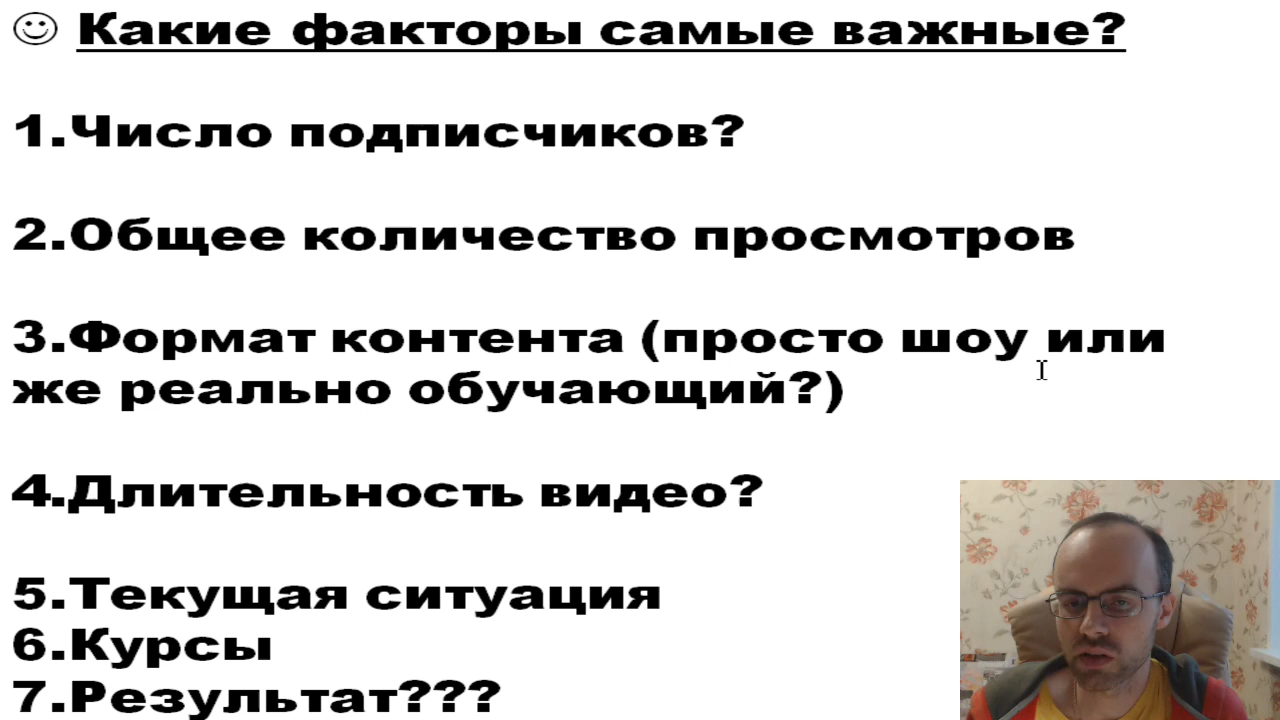 ☺ Какие факторы самые важные?
1.Число подписчиков?
2.Общее количество просмотров
3.Формат контента (просто шоу или
же реально обучающий?)
4.Длительность видео?
5.Текущая ситуация
6.Курсы
7.Результат???